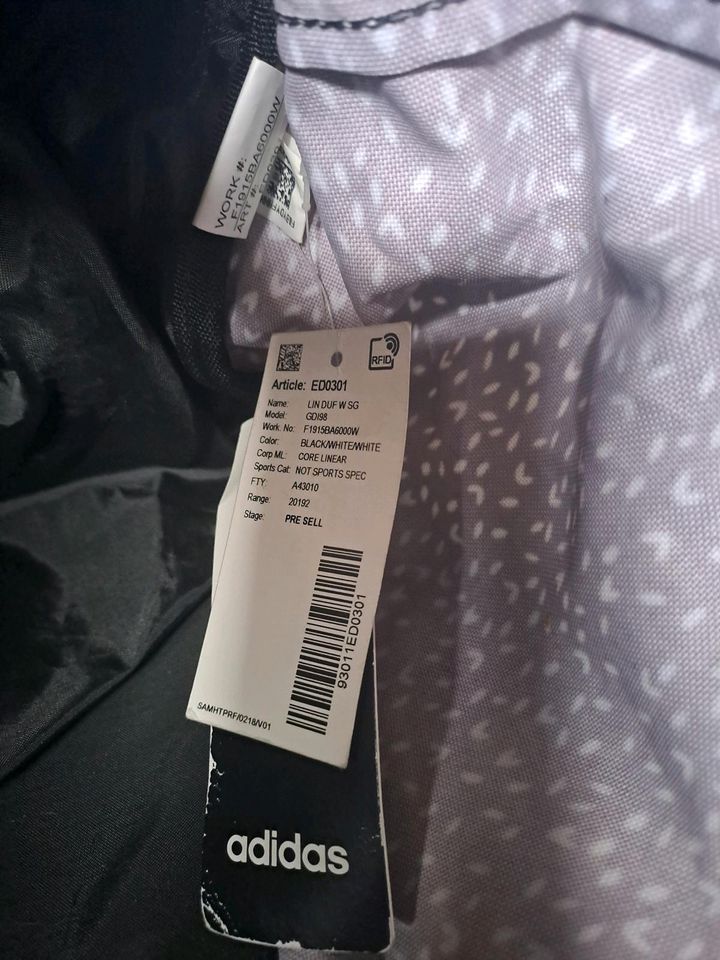 WORK #:
F1915BA6000W
ART #:
RFID
Article: ED0301
Name: LIN DUF W SG
Model: GDI98
Work. No: F1915BA6000W
Color: BLACK/WHITE/WHITE
Corp ML: CORE LINEAR
Sports Cat: NOT SPORTS SPEC
FTY: A43010
Range: 20192
Stage: PRE SELL
93011ED0301
SAMHTPRF/0218/V01
adidas